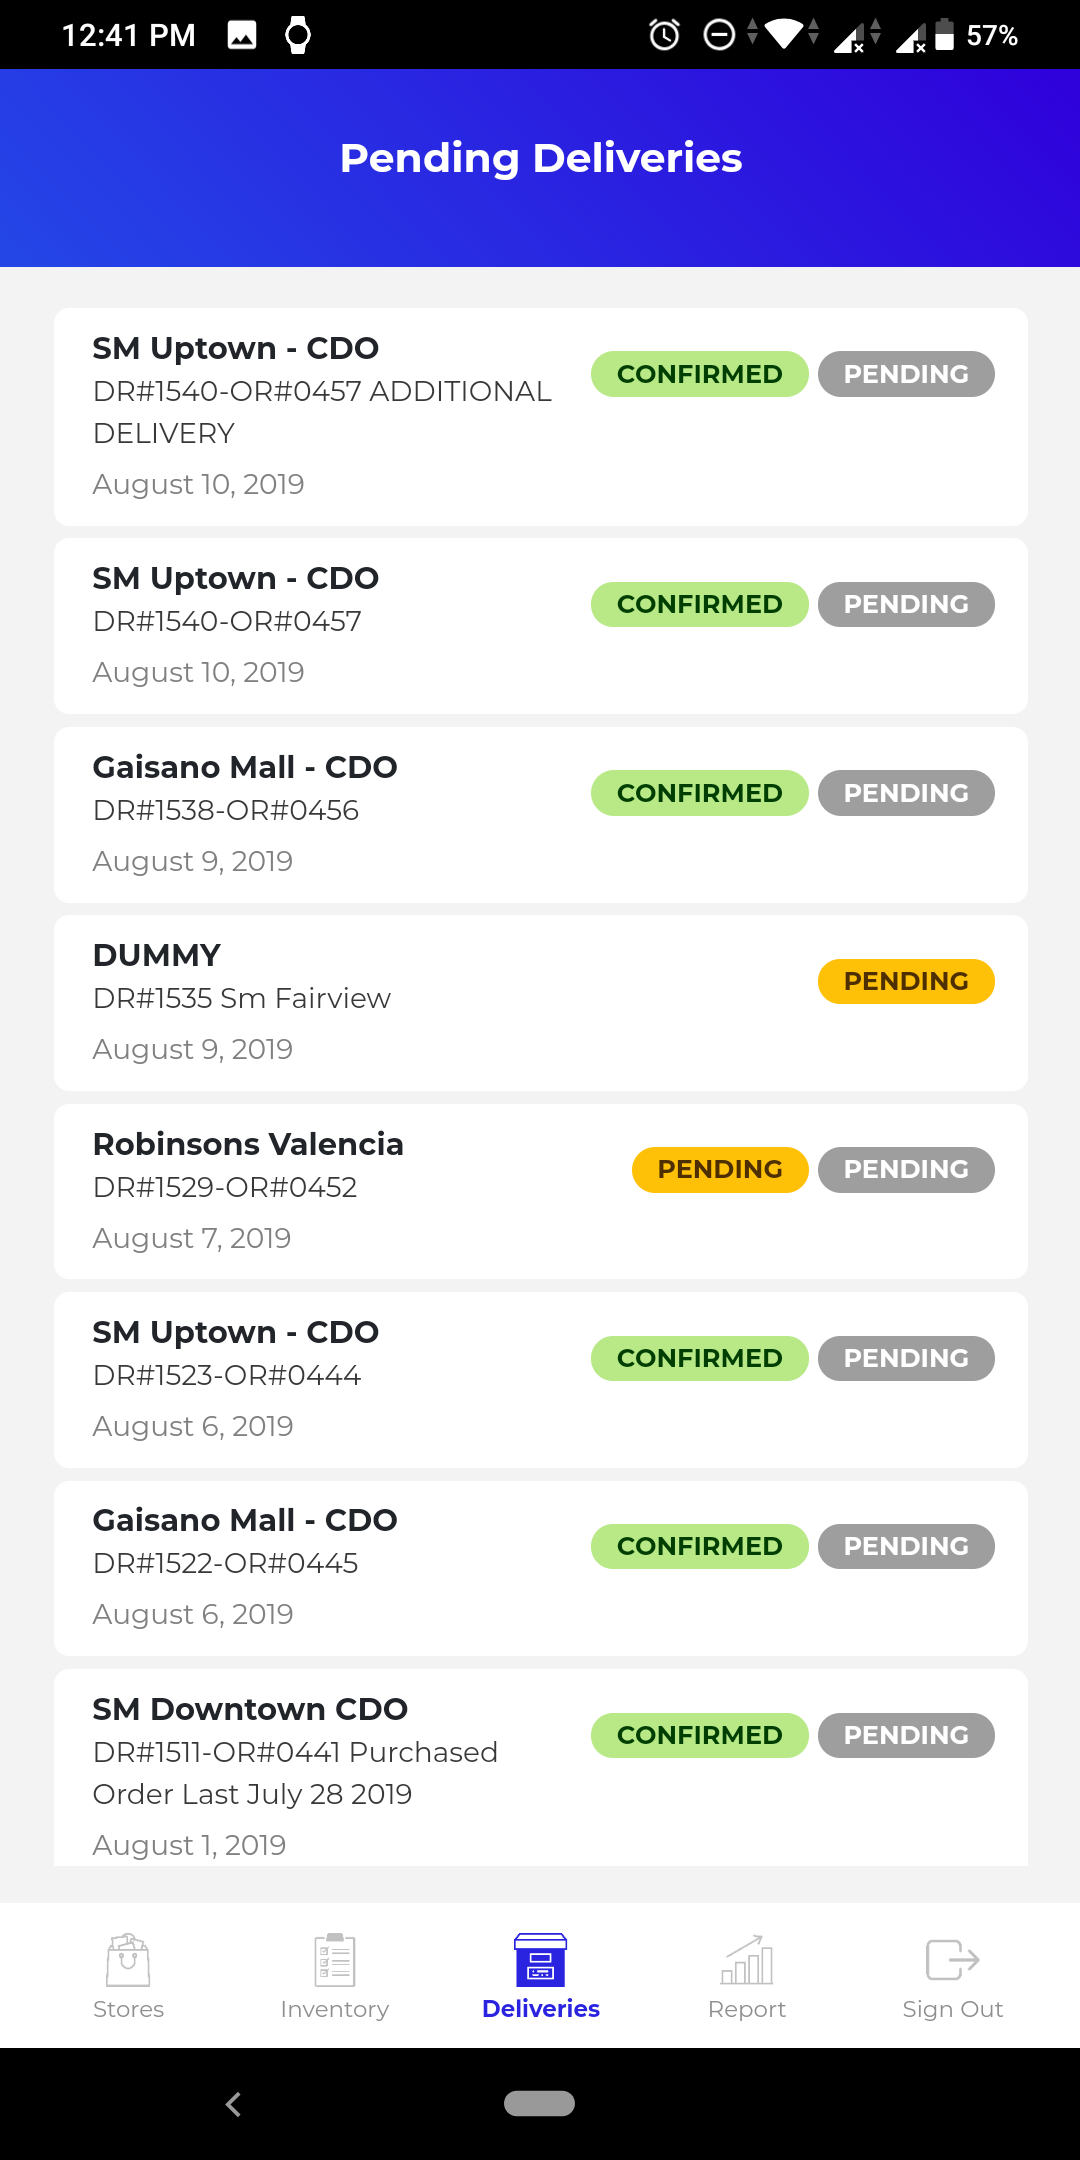 12:41 PM 57%
Pending Deliveries
SM Uptown - CDO
CONFIRMED PENDING
DR#1540-OR#0457 ADDITIONAL
DELIVERY
August 10, 2019
SM Uptown - CDO
CONFIRMED PENDING
DR#1540-OR#0457
August 10, 2019
Gaisano Mall - CDO
CONFIRMED PENDING
DR#1538-OR#0456
August 9, 2019
DUMMY
PENDING
DR#1535 Sm Fairview
August 9, 2019
Robinsons Valencia
PENDING PENDING
DR#1529-OR#0452
August 7, 2019
SM Uptown - CDO
CONFIRMED PENDING
DR#1523-OR#0444
August 6, 2019
Gaisano Mall - CDO
CONFIRMED PENDING
DR#1522-OR#0445
August 6, 2019
SM Downtown CDO
CONFIRMED PENDING
DR#1511-OR#0441 Purchased
Order Last July 28 2019
August 1, 2019
Stores Inventory Deliveries Report Sign Out